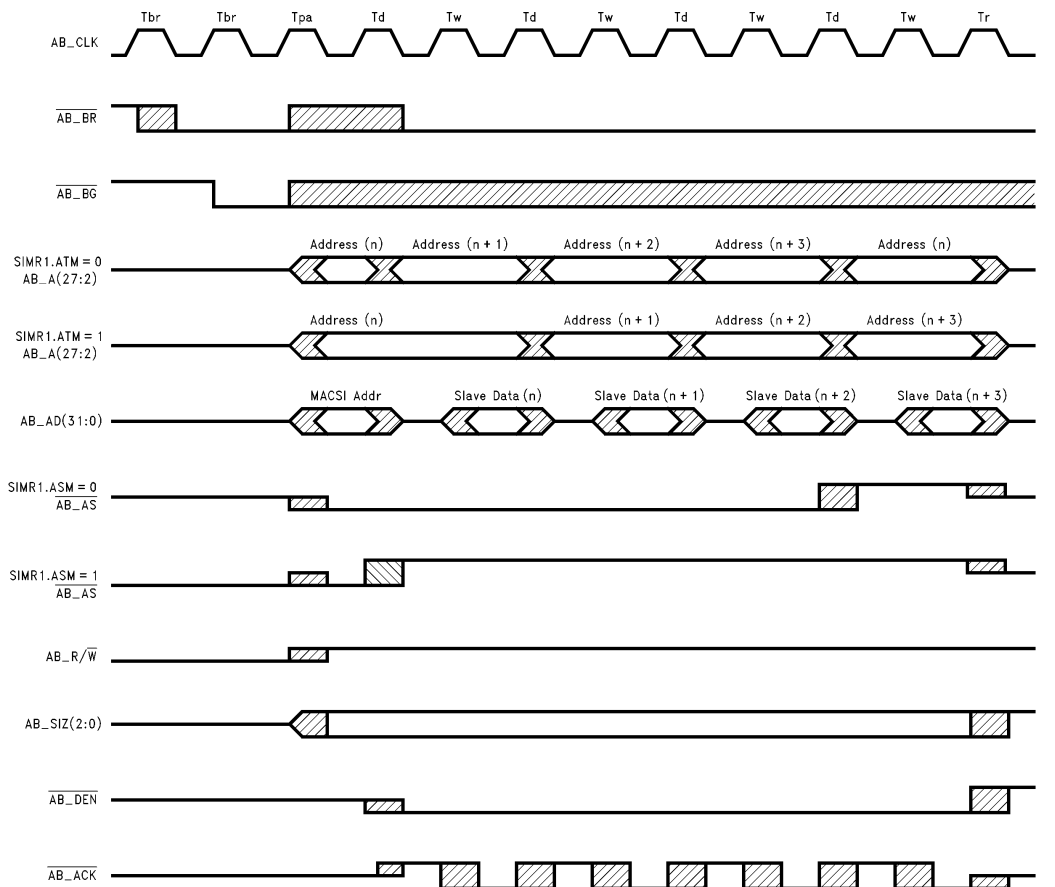 Tbr Tbr Tpa Td Tw Td Tw Td Tw Td Tw Tr
AB_CLK
AB_BR
AB_BG
Address (n) Address (n + 1) Address (n + 2) Address (n + 3) Address (n)
SIMR1.ATM = 0
AB_A(27:2)
Address (n) Address (n + 1) Address (n + 2) Address (n + 3)
SIMR1.ATM = 1
AB_A(27:2)
MACSI Addr Slave Data (n) Slave Data (n + 1) Slave Data (n + 2) Slave Data (n + 3)
AB_AD(31:0)
SIMR1.ASM = 0
AB_AS
SIMR1.ASM = 1
AB_AS
AB_R/W
AB_SIZ(2:0)
AB_DEN
AB_ACK